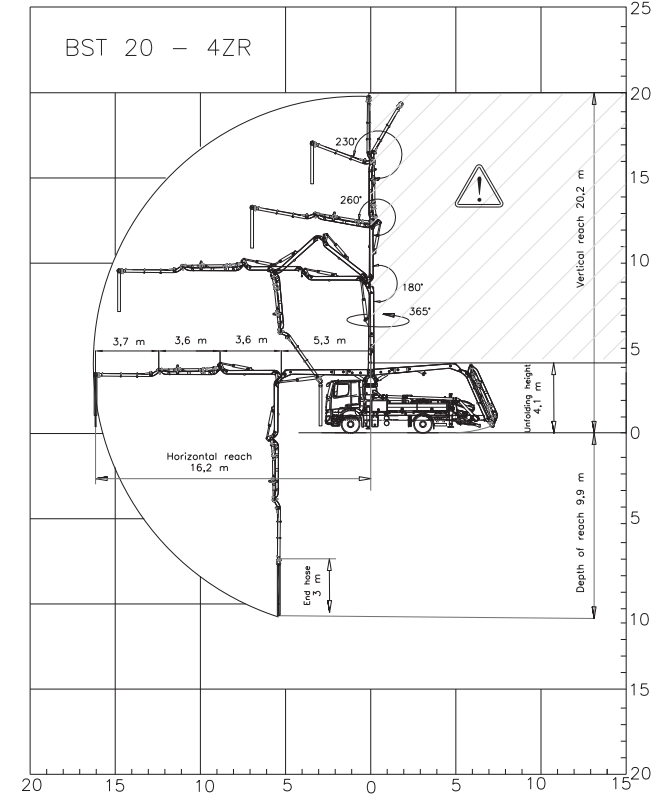 BST 20 – 4ZR
25
20
230°
15
Vertical reach 20,2 m
260°
10
180°
365°
3,7 m 3,6 m 3,6 m 5,3 m
5
Unfolding height
4,1 m
0
Horizontal reach
16,2 m
Depth of reach 9,9 m
5
End hose
3 m
10
15
20
20 15 10 5 0 5 10 15